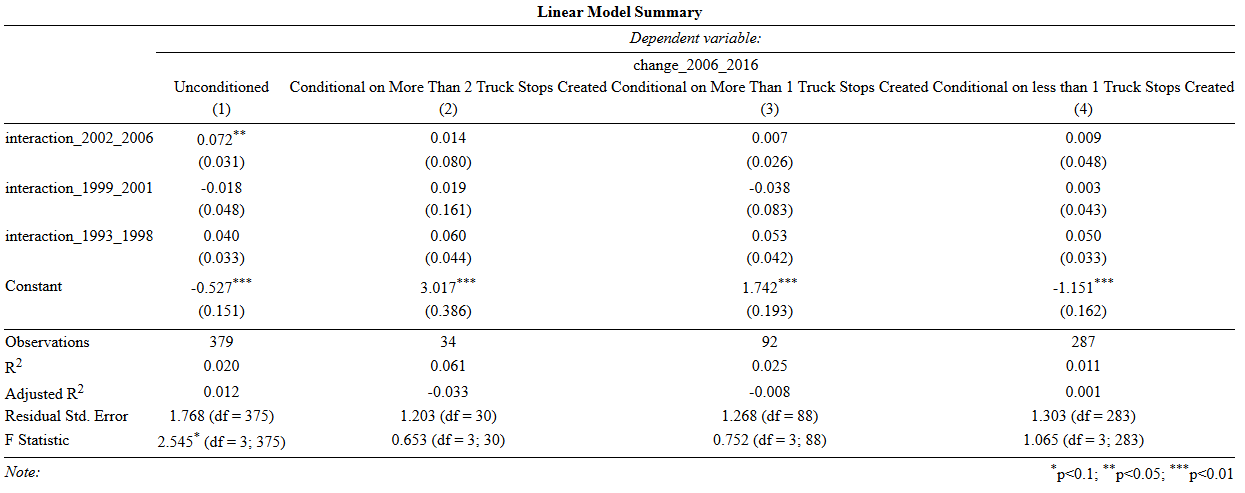 Linear Model Summary
Dependent variable:
change_2006_2016
Unconditioned Conditional on More Than 2 Truck Stops Created Conditional on More Than 1 Truck Stops Created Conditional on less than 1 Truck Stops Created
(1) (2) (3) (4)
interaction_2002_2006 0.072** 0.014 0.007 0.009
(0.031) (0.080) (0.026) (0.048)
interaction_1999_2001 -0.018 0.019 -0.038 0.003
(0.048) (0.161) (0.083) (0.043)
interaction_1993_1998 0.040 0.060 0.053 0.050
(0.033) (0.044) (0.042) (0.033)
Constant -0.527*** 3.017*** 1.742*** -1.151***
(0.151) (0.386) (0.193) (0.162)
Observations 379 34 92 287
R2 0.020 0.061 0.025 0.011
Adjusted R2 0.012 -0.033 -0.008 0.001
Residual Std. Error 1.768 (df = 375) 1.203 (df = 30) 1.268 (df = 88) 1.303 (df = 283)
F Statistic 2.545* (df = 3; 375) 0.653 (df = 3; 30) 0.752 (df = 3; 88) 1.065 (df = 3; 283)
Note: *p<0.1; **p<0.05; ***p<0.01